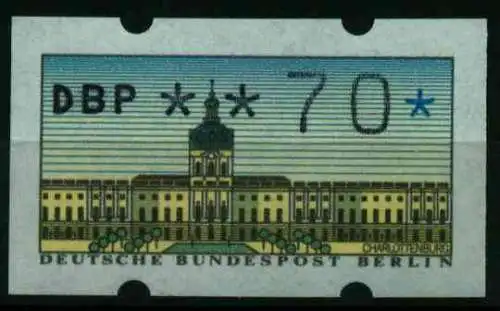 DBP ** 70*
CHARLOTTENBURG
DEUTSCHE BUNDESPOST BERLIN